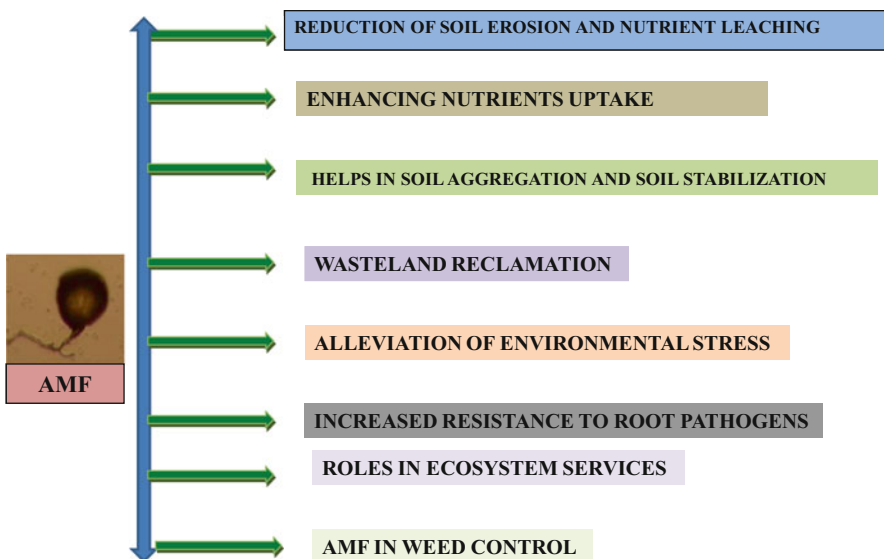 REDUCTION OF SOIL EROSION AND NUTRIENT LEACHING
ENHANCING NUTRIENTS UPTAKE
HELPS IN SOIL AGGREGATION AND SOIL STABILIZATION
WASTELAND RECLAMATION
ALLEVIATION OF ENVIRONMENTAL STRESS
AMF
INCREASED RESISTANCE TO ROOT PATHOGENS
ROLES IN ECOSYSTEM SERVICES
AMF IN WEED CONTROL